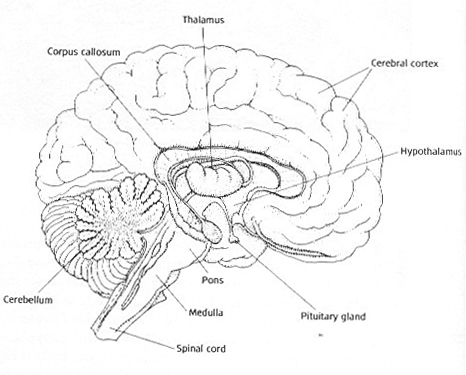 Thalamus
Corpus callosum
Cerebral cortex
Hypothalamus
Pons
Cerebellum
Medulla
Pituitary gland
Spinal cord